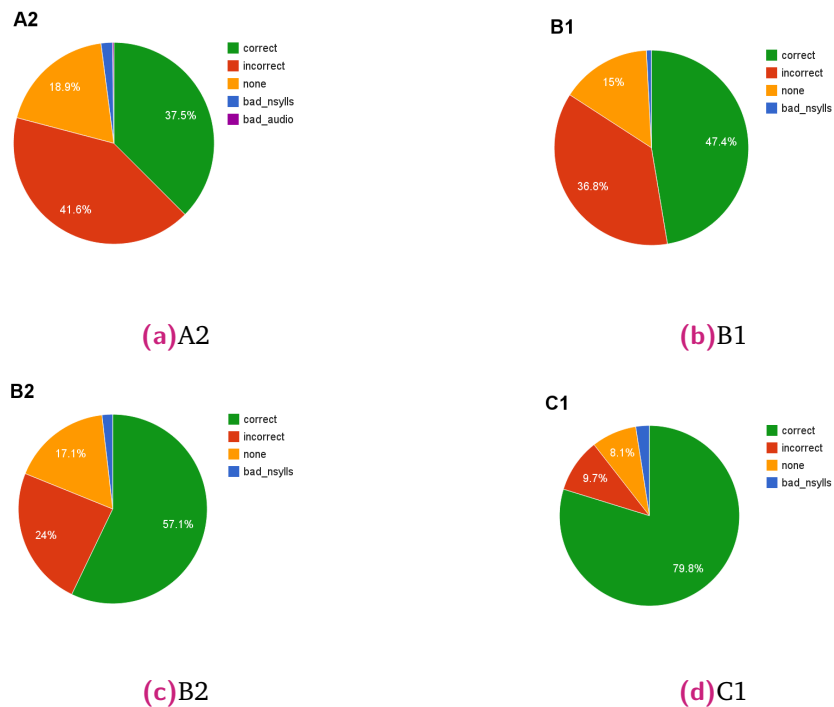 A2
correct
incorrect
none
bad_nsylls
bad_audio
18.9%
37.5%
41.6%
(a)A2
B1
correct
incorrect
none
bad_nsylls
15%
47.4%
36.8%
(b)B1
B2
correct
incorrect
none
bad_nsylls
17.1%
57.1%
24%
(c)B2
C1
correct
incorrect
none
bad_nsylls
8.1%
9.7%
79.8%
(d)C1